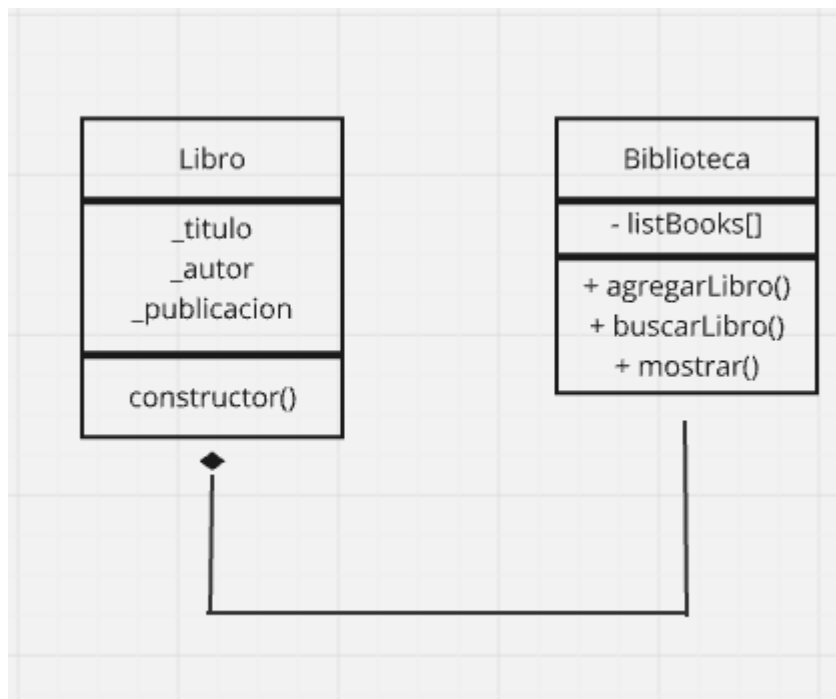 Libro
_titulo
_autor
_publicacion
constructor()
Biblioteca
- listBooks[]
+ agregarLibro()
+ buscarLibro()
+ mostrar()